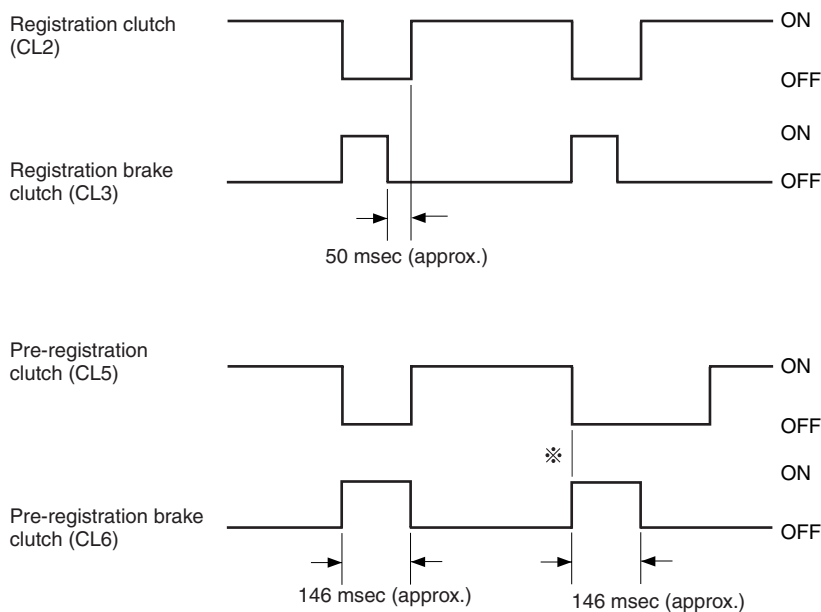 Registration clutch
(CL2)
ON
OFF
Registration brake
clutch (CL3)
ON
OFF
50 msec (approx.)
Pre-registration
clutch (CL5)
ON
OFF
※
Pre-registration brake
clutch (CL6)
ON
OFF
146 msec (approx.)
146 msec (approx.)